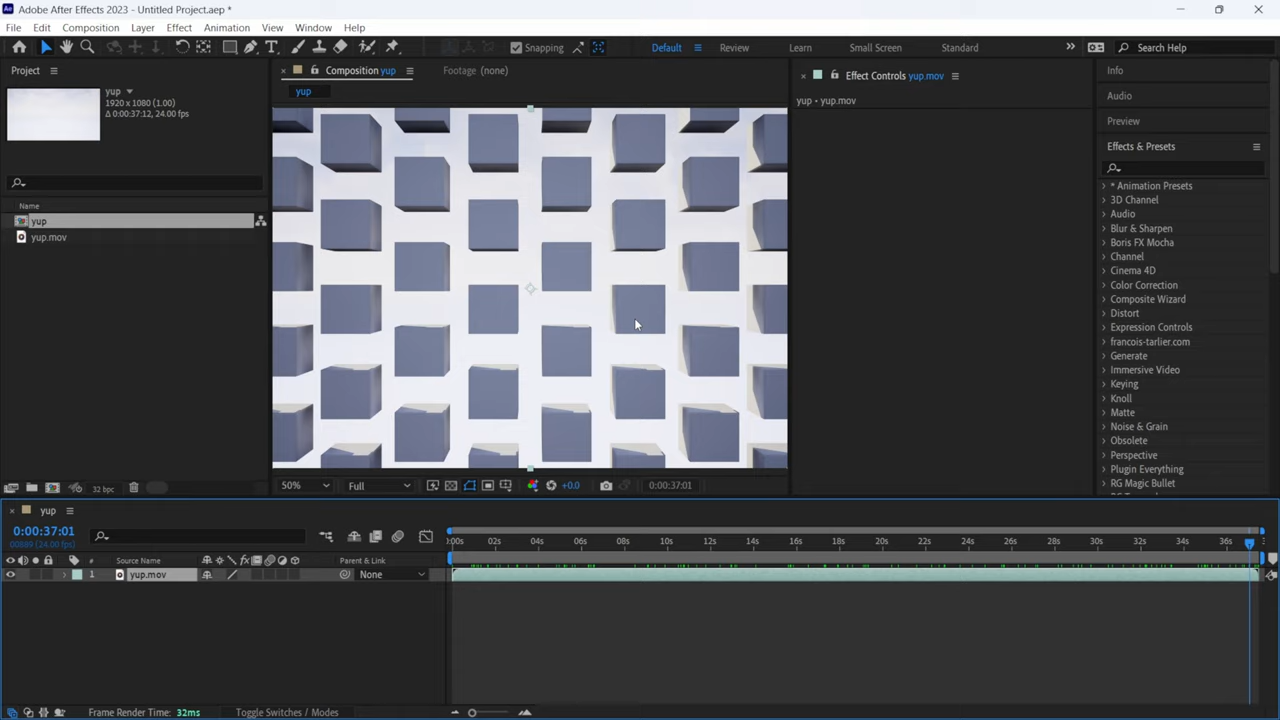 Adobe After Effects 2023 - Untitled Project.aep *
File Edit Composition Layer Effect Animation View Window Help
Snapping Default Review Learn Small Screen Standard Search Help
Project
yup
1920 x 1080 (1.00)
Δ 0:00:37:12, 24.00 fps
Name
yup
yup.mov
32 bpc
Composition yup
Footage (none)
yup
50% Full +0.0 0:00:37:01
Effect Controls yup.mov
yup • yup.mov
Info
Audio
Preview
Effects & Presets
* Animation Presets
3D Channel
Audio
Blur & Sharpen
Boris FX Mocha
Channel
Cinema 4D
Color Correction
Composite Wizard
Distort
Expression Controls
francois-tarlier.com
Generate
Immersive Video
Keying
Knoll
Matte
Noise & Grain
Obsolete
Perspective
Plugin Everything
RG Magic Bullet
yup
0:00:37:01
00889 (24.00 fps)
:00s 02s 04s 06s 08s 10s 12s 14s 16s 18s 20s 22s 24s 26s 28s 30s 32s 34s 36s
# Source Name Parent & Link
1 yup.mov None
Frame Render Time: 32ms Toggle Switches / Modes